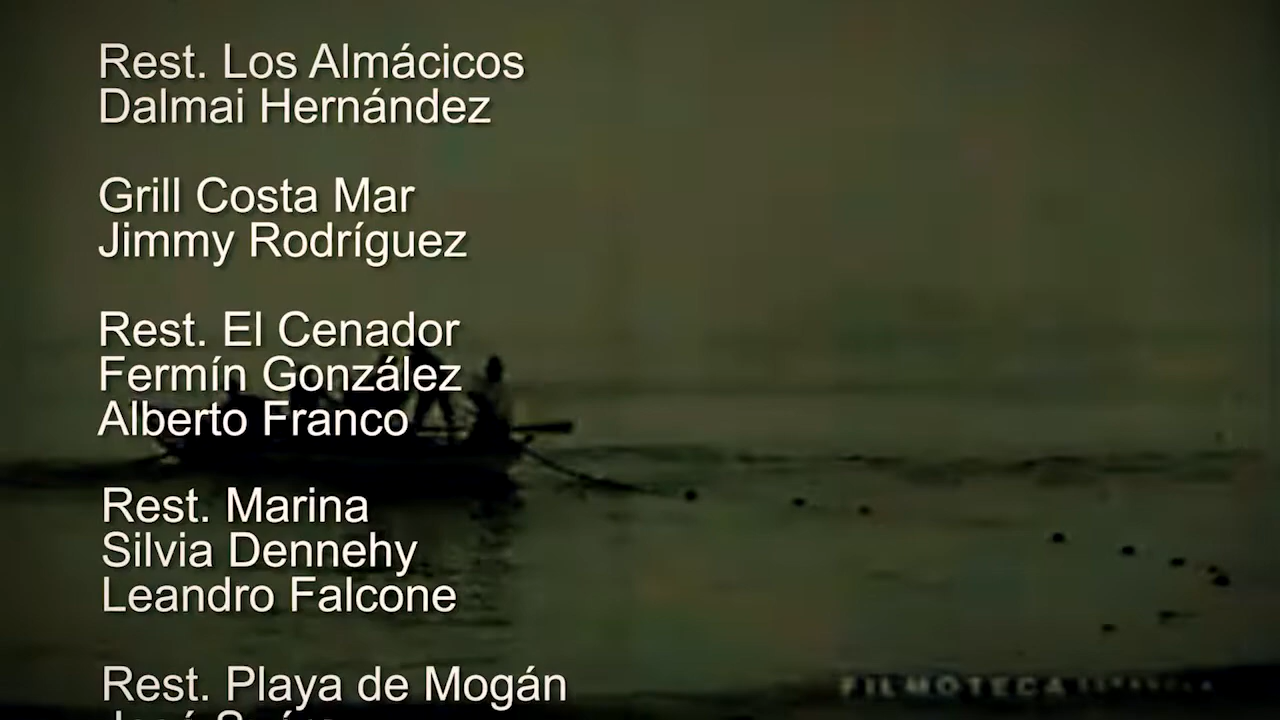 Rest. Los Almácicos
Dalmai Hernández
Grill Costa Mar
Jimmy Rodríguez
Rest. El Cenador
Fermín González
Alberto Franco
Rest. Marina
Silvia Dennehy
Leandro Falcone
Rest. Playa de Mogán
FILMOTECA ESPAÑOLA